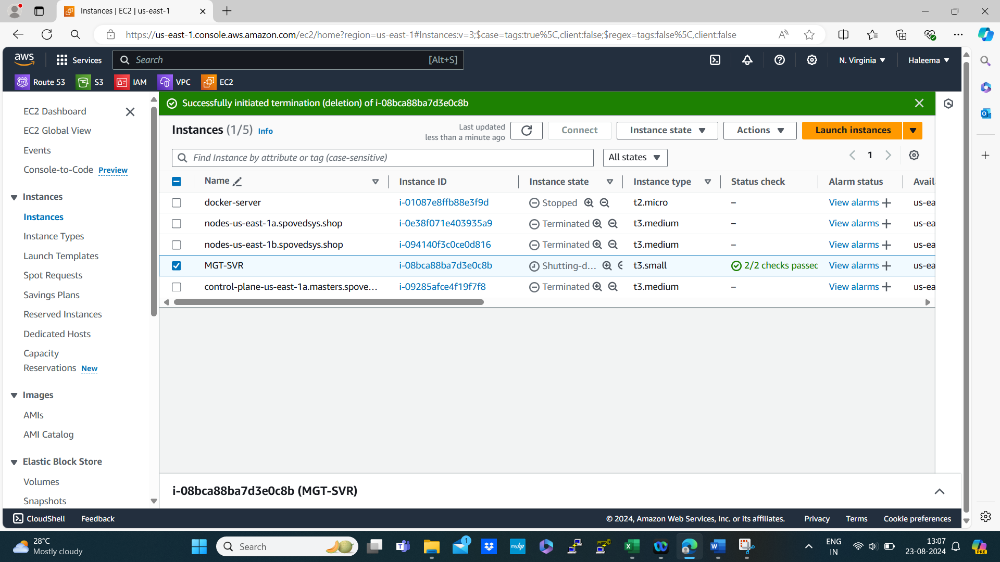 Instances | EC2 | us-east-1
https://us-east-1.console.aws.amazon.com/ec2/home?region=us-east-1#Instances:v=3;$case=tags:true%5C,client:false;$regex=tags:false%5C,client:false
aws
Services
Search
[Alt+S]
N. Virginia
Haleema
Route 53
S3
IAM
VPC
EC2
EC2 Dashboard
EC2 Global View
Events
Console-to-Code Preview
Instances
Instances
Instance Types
Launch Templates
Spot Requests
Savings Plans
Reserved Instances
Dedicated Hosts
Capacity
Reservations New
Images
AMIs
AMI Catalog
Elastic Block Store
Volumes
Snapshots
Successfully initiated termination (deletion) of i-08bca88ba7d3e0c8b
Instances (1/5) Info
Last updated
less than a minute ago
Connect
Instance state
Actions
Launch instances
Find Instance by attribute or tag (case-sensitive)
All states
1
Name Instance ID Instance state Instance type Status check Alarm status Avail
docker-server i-01087e8ffb88e3f9d Stopped t2.micro – View alarms us-ea
nodes-us-east-1a.spovedsys.shop i-0e38f071e403935a9 Terminated t3.medium – View alarms us-ea
nodes-us-east-1b.spovedsys.shop i-094140f3c0ce0d816 Terminated t3.medium – View alarms us-ea
MGT-SVR i-08bca88ba7d3e0c8b Shutting-d... t3.small 2/2 checks passed View alarms us-ea
control-plane-us-east-1a.masters.spove... i-09285afce4f19f7f8 Terminated t3.medium – View alarms us-ea
i-08bca88ba7d3e0c8b (MGT-SVR)
CloudShell Feedback © 2024, Amazon Web Services, Inc. or its affiliates. Privacy Terms Cookie preferences
28°C
Mostly cloudy
Search
1
myhp
W
PRE
ENG
IN
13:07
23-08-2024